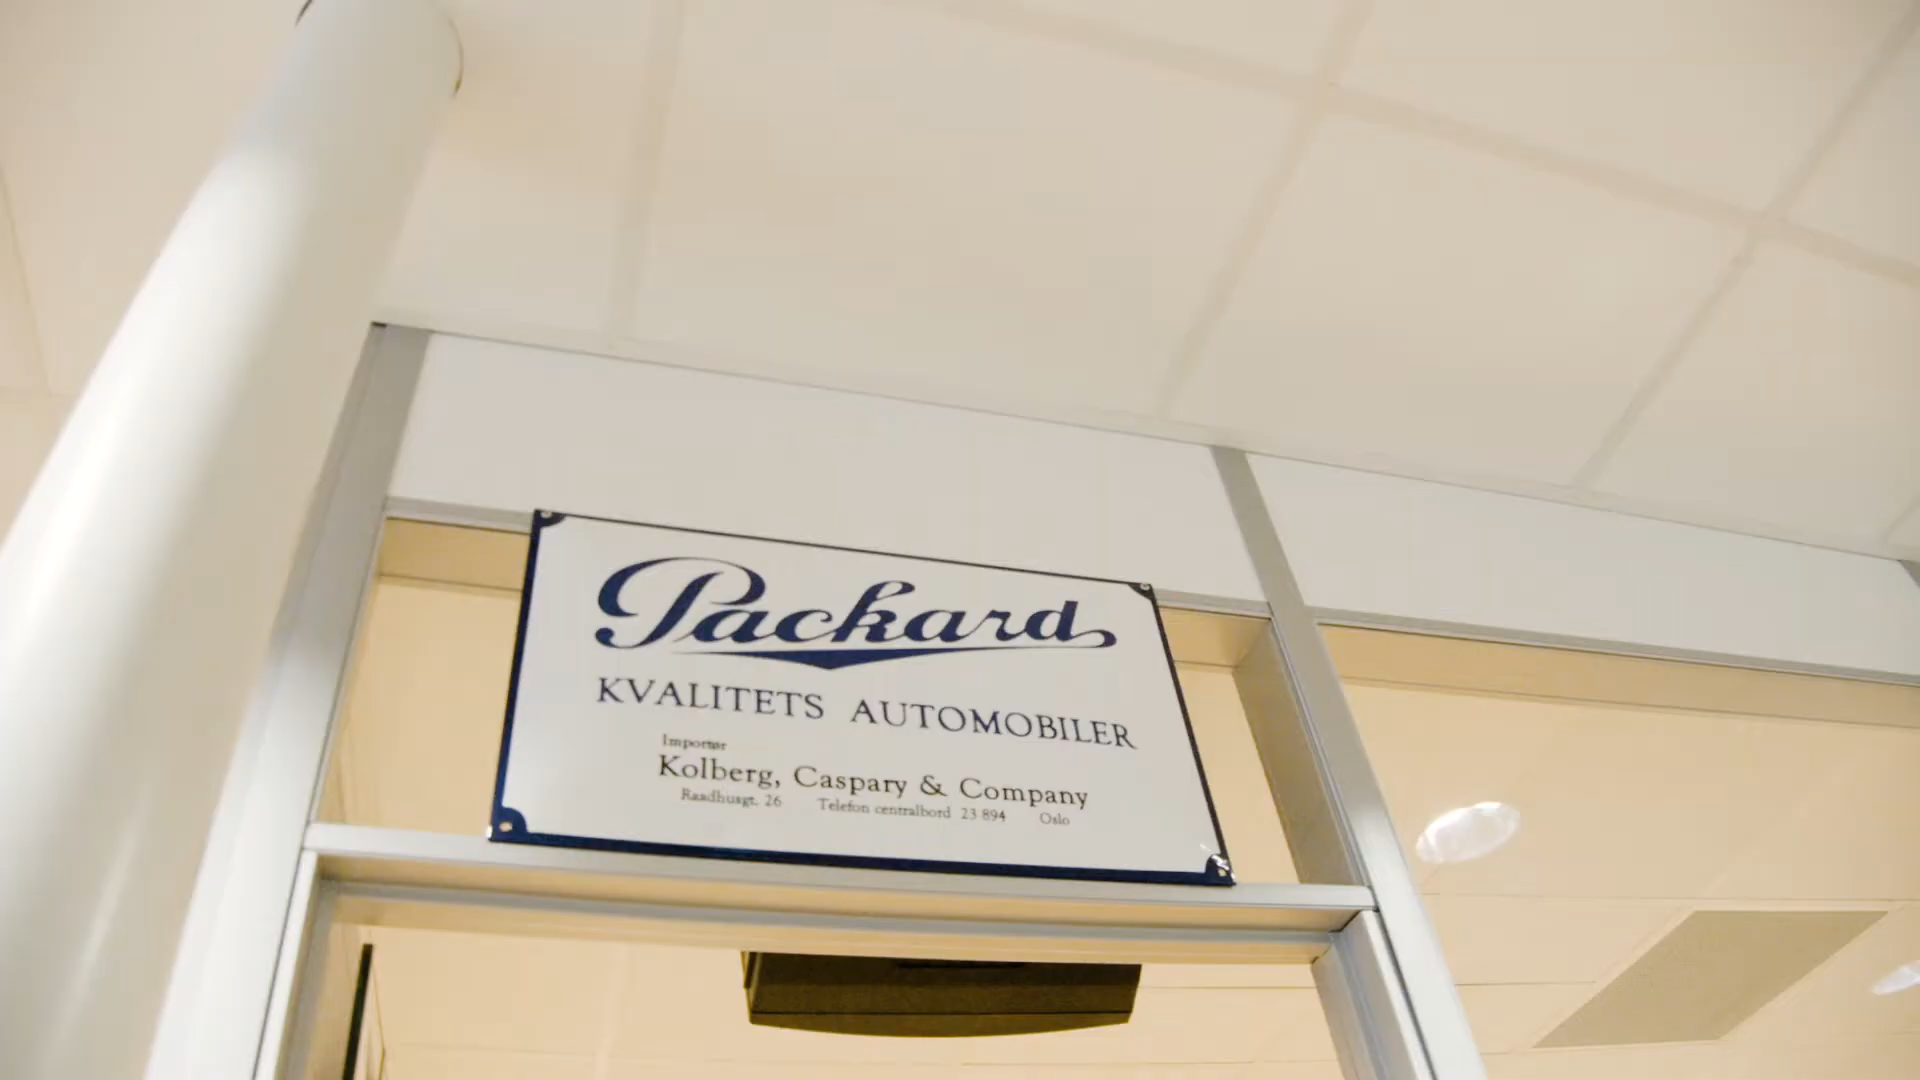 Packard
KVALITETS AUTOMOBILER
Importør
Kolberg, Caspary & Company
Raadhusgt. 26 Telefon centralbord 23 894 Oslo